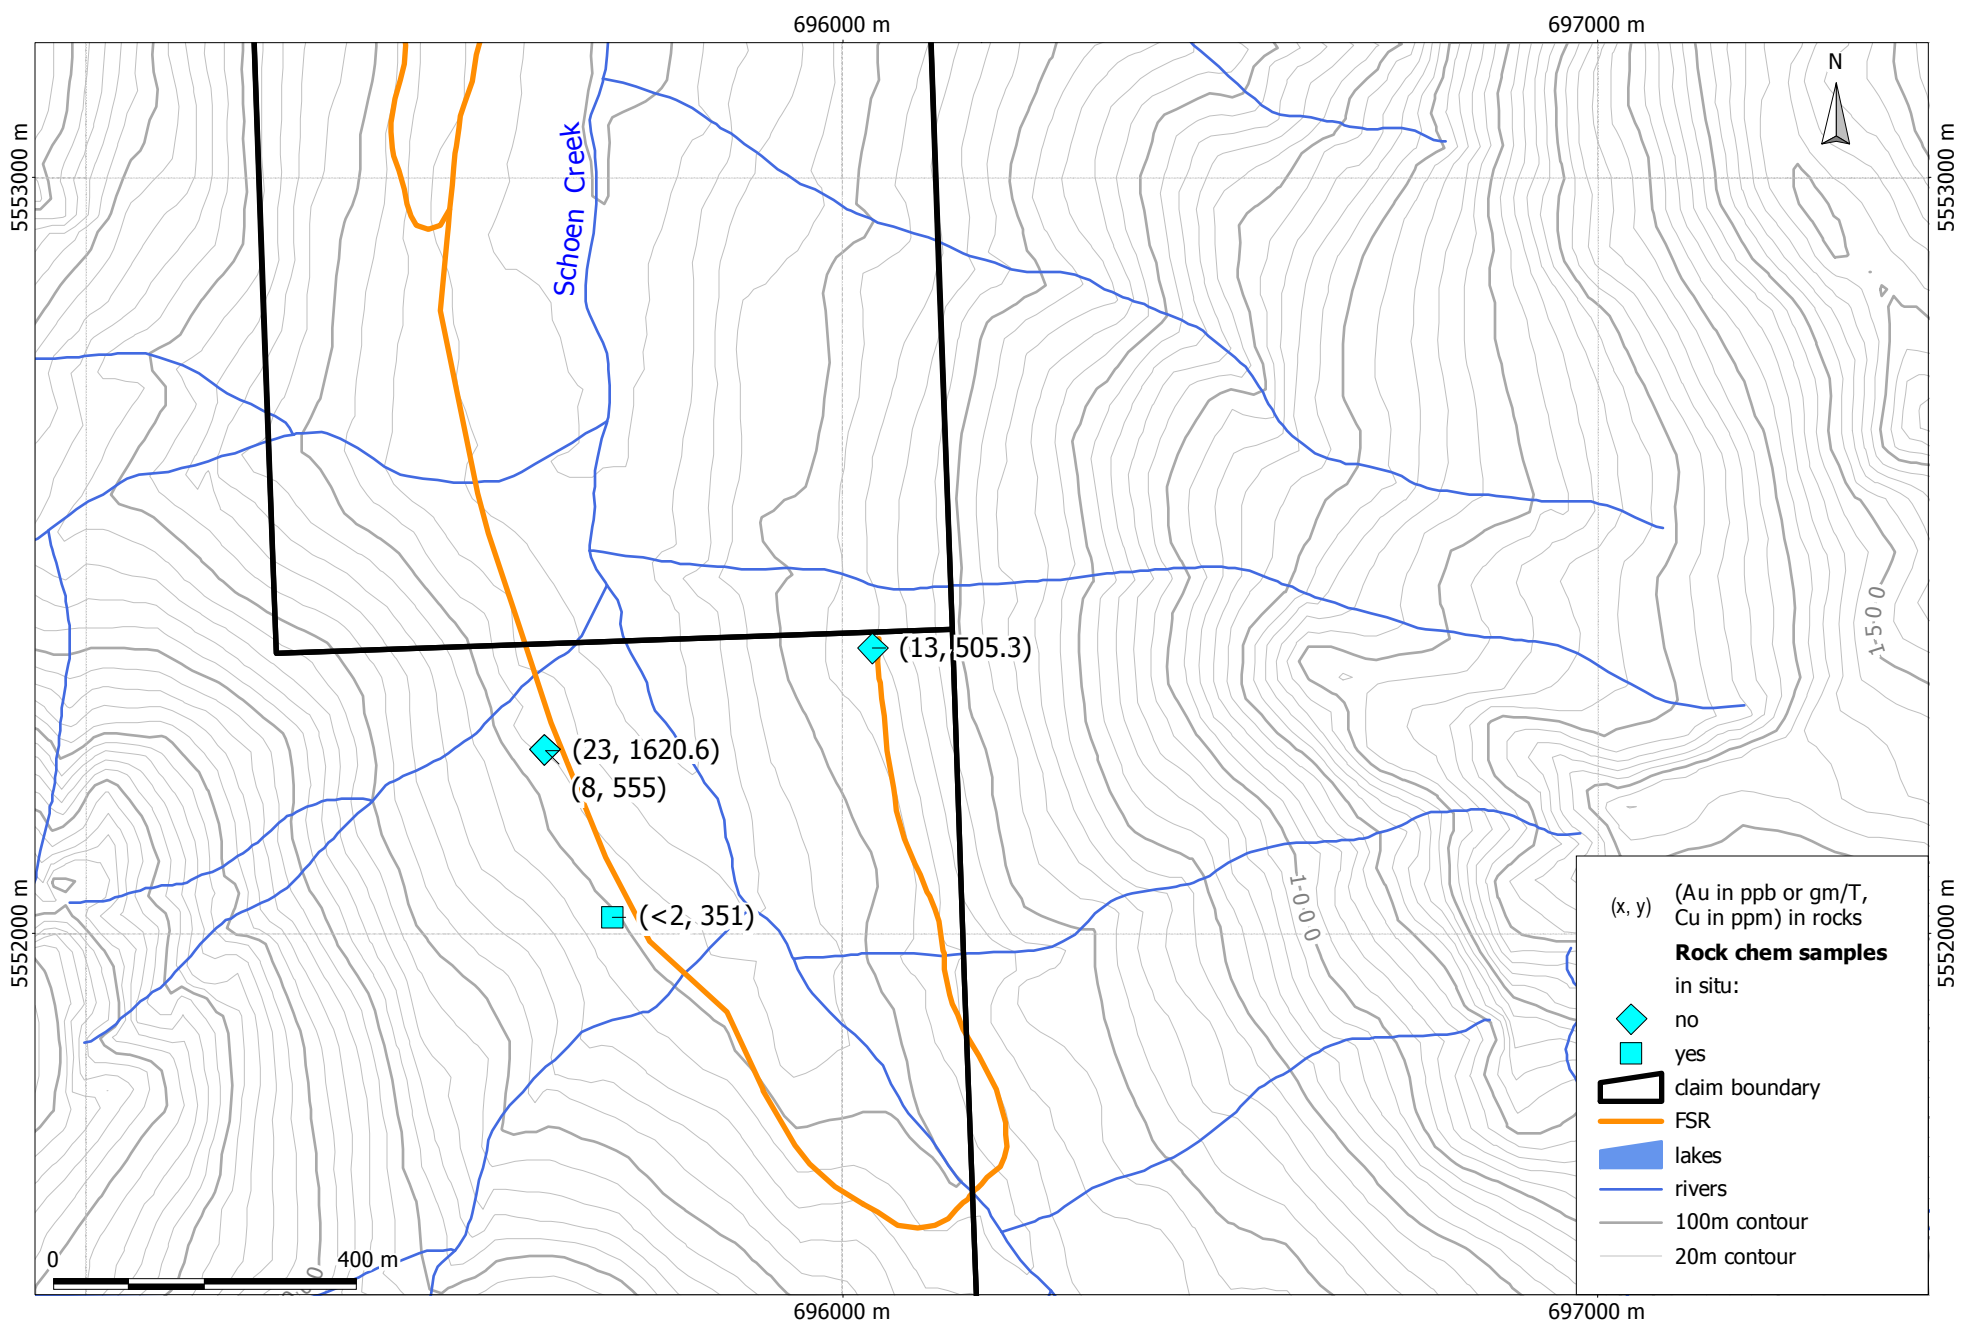 696000 m
697000 m
N
5553000 m
5553000 m
Schoen Creek
1500
(13, 505.3)
(23, 1620.6)
(8, 555)
1000
(<2, 351)
5552000 m
5552000 m
(x, y)
(Au in ppb or gm/T,
Cu in ppm) in rocks
Rock chem samples
in situ:
no
yes
claim boundary
FSR
lakes
rivers
100m contour
20m contour
0
400 m
696000 m
697000 m